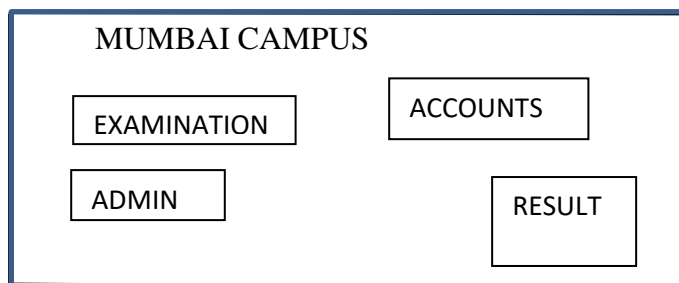 MUMBAI CAMPUS
EXAMINATION
ACCOUNTS
ADMIN
RESULT